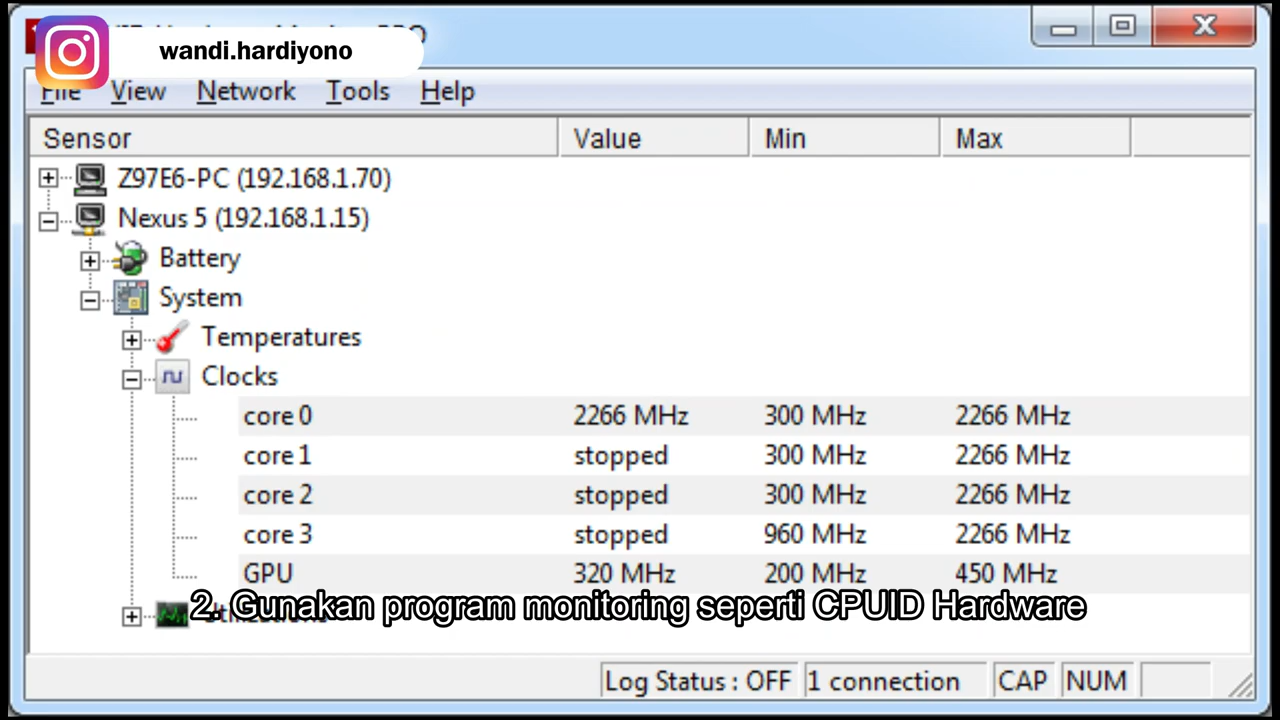 wandi.hardiyono
File View Network Tools Help
Sensor Value Min Max
Z97E6-PC (192.168.1.70)
Nexus 5 (192.168.1.15)
Battery
System
Temperatures
Clocks
core 0 2266 MHz 300 MHz 2266 MHz
core 1 stopped 300 MHz 2266 MHz
core 2 stopped 300 MHz 2266 MHz
core 3 stopped 960 MHz 2266 MHz
GPU 320 MHz 200 MHz 450 MHz
2. Gunakan program monitoring seperti CPUID Hardware
Log Status : OFF 1 connection CAP NUM